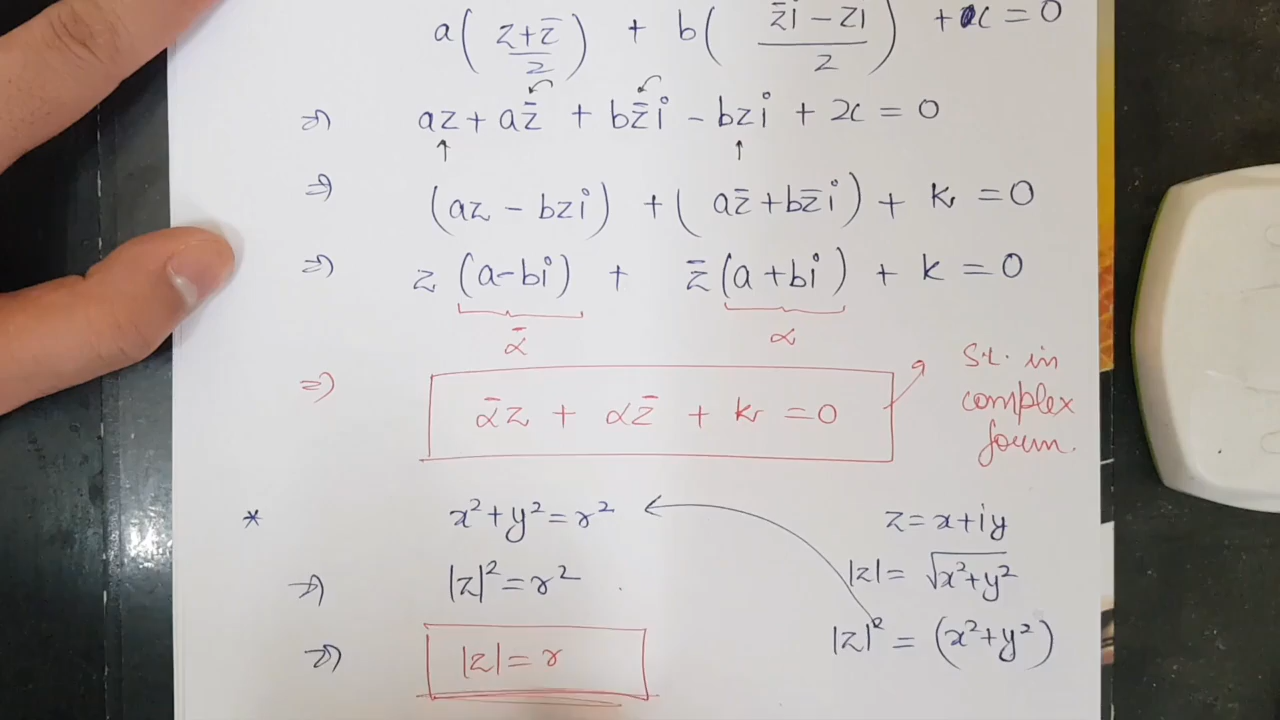 a( z+z̄ / 2 ) + b( z̄i − zi / 2 ) + c = 0
⇒) az + az̄ + bz̄i − bzi + 2c = 0
⇒) (az − bzi) + ( az̄ + bz̄i ) + k = 0
⇒) z (a−bi) + z̄ (a + bi) + k = 0
ᾱ α
⇒) ᾱz + αz̄ + k = 0
S.L. in
complex
form.
* x² + y² = r²
⇒) |z|² = r²
⇒) |z| = r
z = x + iy
|z| = √x² + y²
|z|² = (x² + y²)